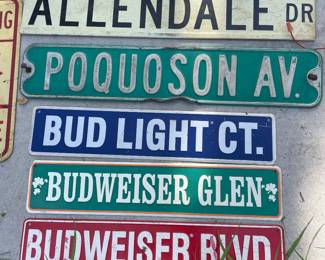 ALLENDALE DR
POQUOSON AV.
BUD LIGHT CT.
BUDWEISER GLEN
BUDWEISER BLVD.